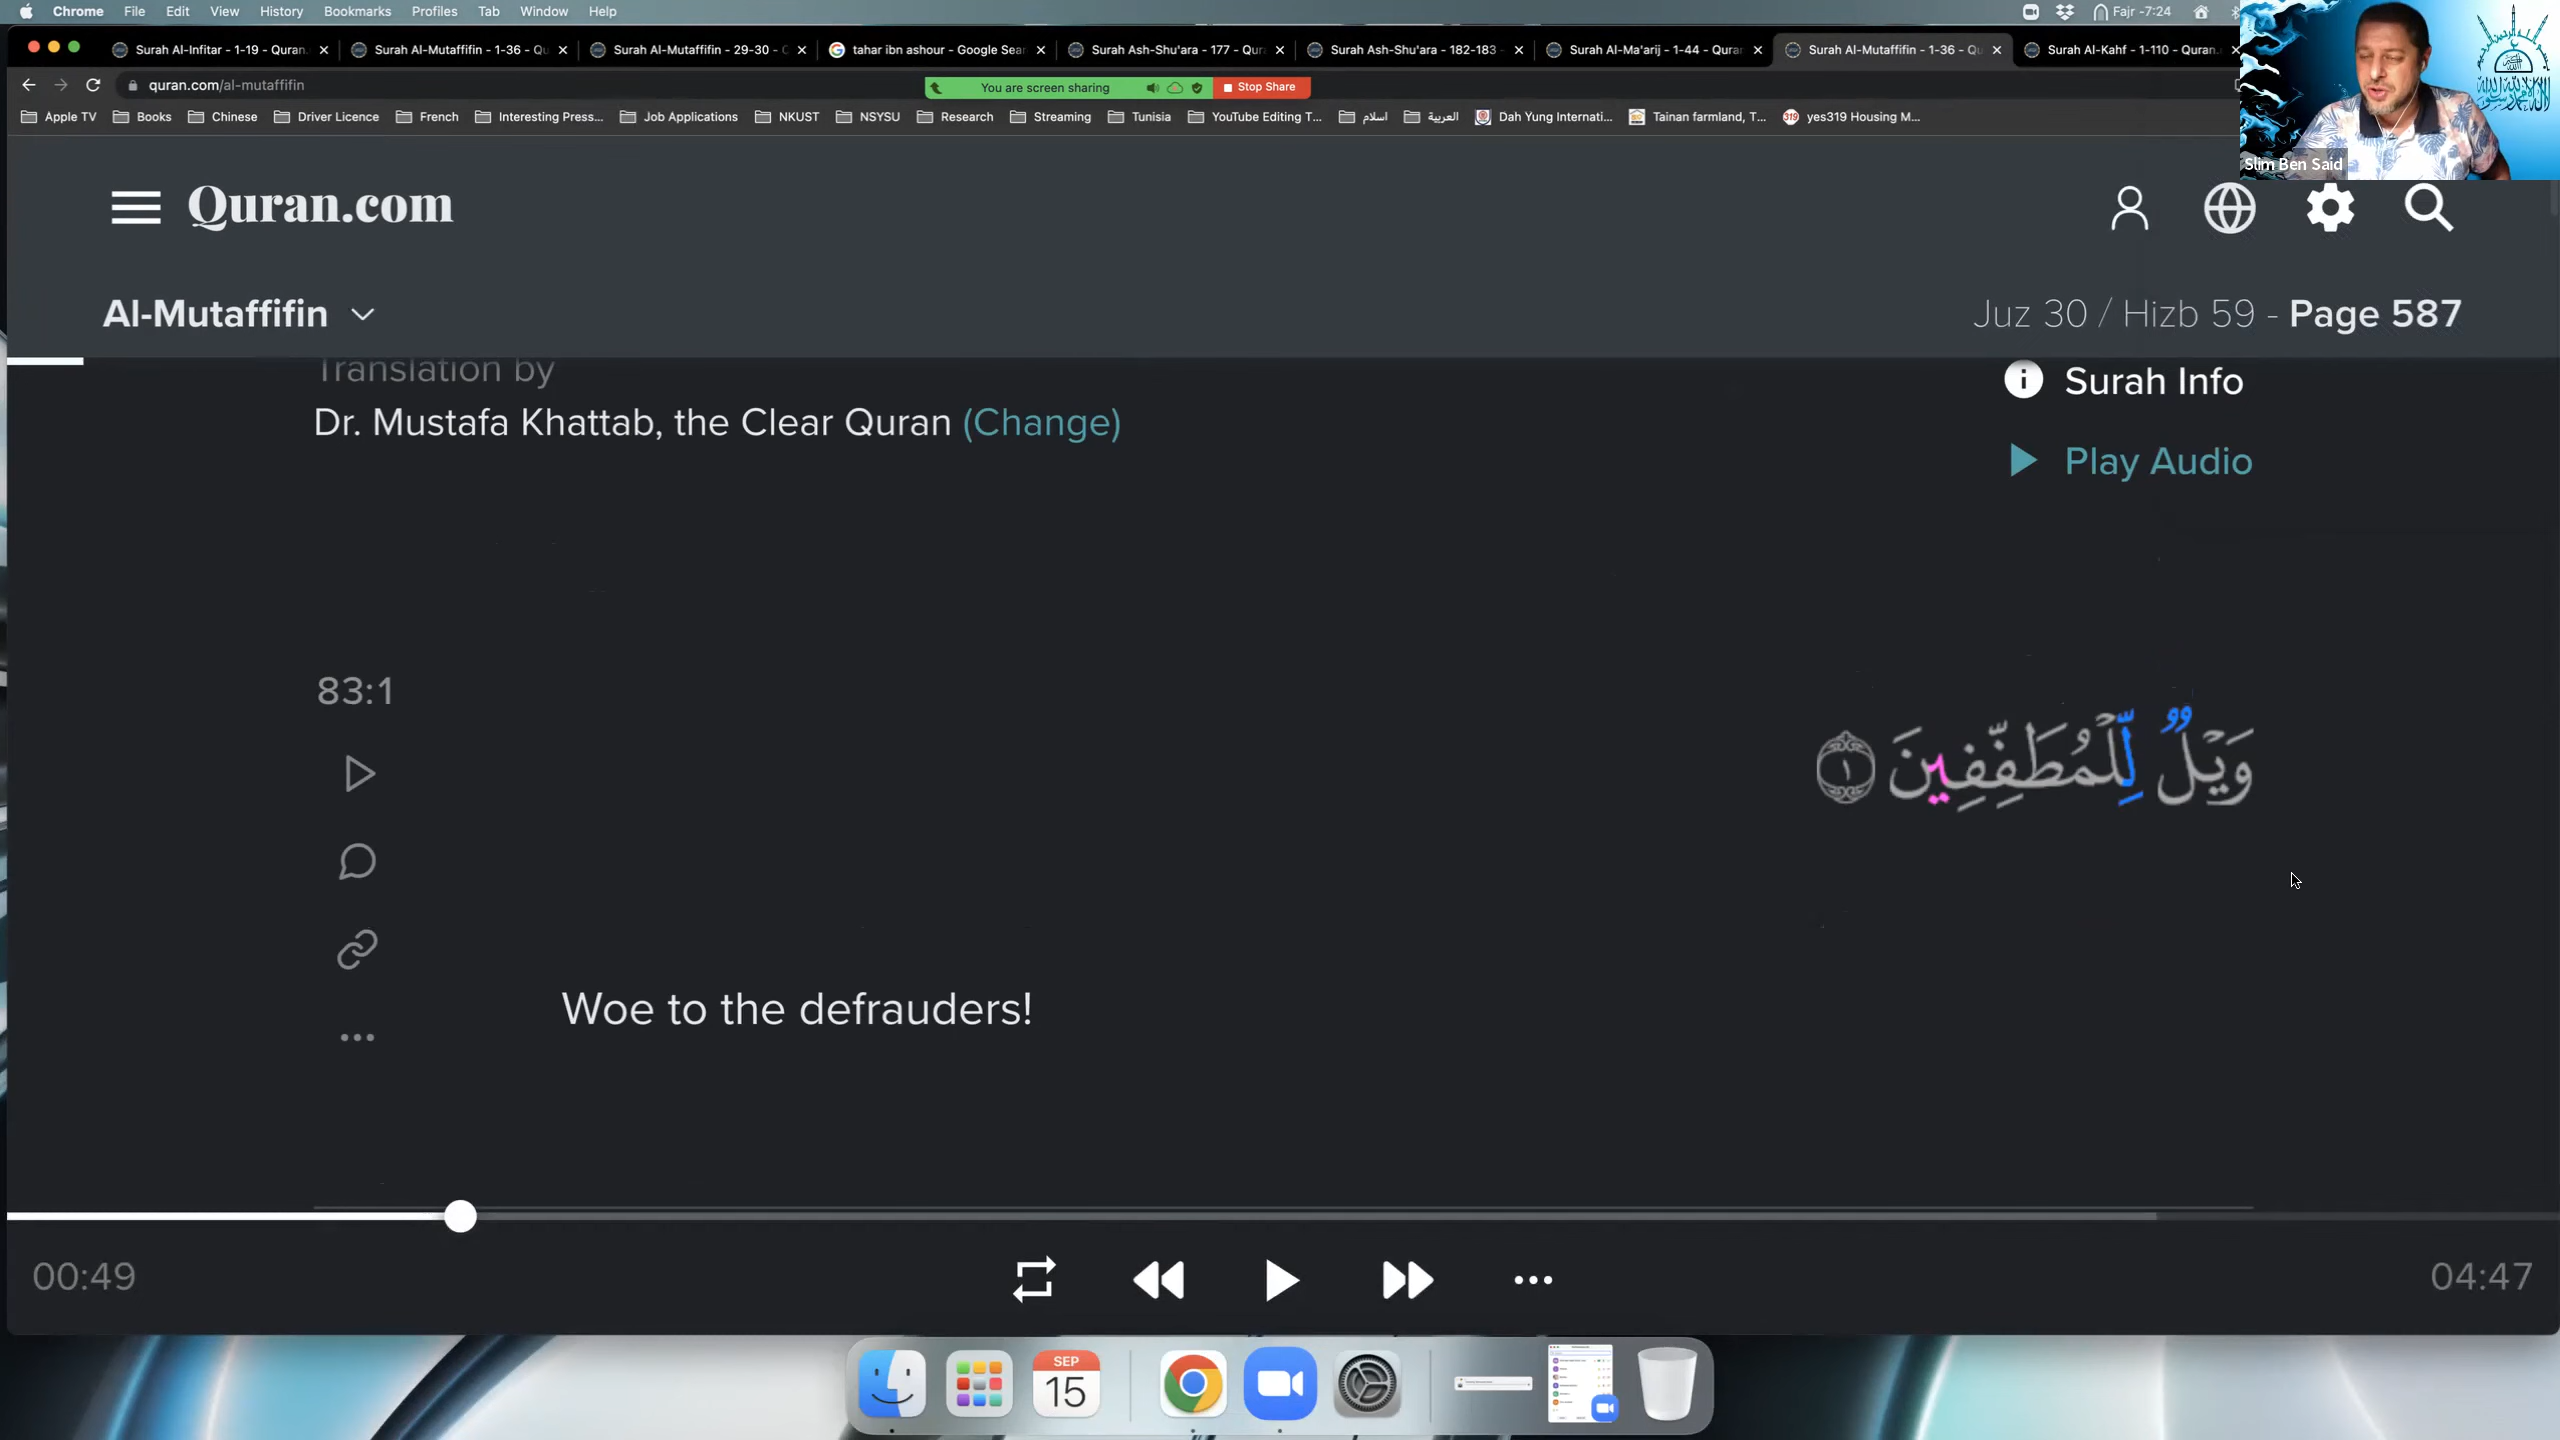 Chrome File Edit View History Bookmarks Profiles Tab Window Help
Fajr -7:24
Surah Al-Infitar - 1-19 - Quran.
Surah Al-Mutaffifin - 1-36 - Qu
Surah Al-Mutaffifin - 29-30 -
tahar ibn ashour - Google Sear
Surah Ash-Shu'ara - 177 - Qur
Surah Ash-Shu'ara - 182-183 -
Surah Al-Ma'arij - 1-44 - Quran
Surah Al-Mutaffifin - 1-36 - Qu
Surah Al-Kahf - 1-110 - Quran.
quran.com/al-mutaffifin
You are screen sharing
Stop Share
Apple TV Books Chinese Driver Licence French Interesting Press... Job Applications NKUST NSYSU Research Streaming Tunisia YouTube Editing T... اسلام العربية Dah Yung Internati... Tainan farmland, T... yes319 Housing M...
Slim Ben Said
Quran.com
Al-Mutaffifin
Juz 30 / Hizb 59 - Page 587
Translation by
Dr. Mustafa Khattab, the Clear Quran (Change)
Surah Info
Play Audio
83:1
وَيْلٌ لِّلْمُطَفِّفِينَ ١
Woe to the defrauders!
00:49
04:47
SEP
15